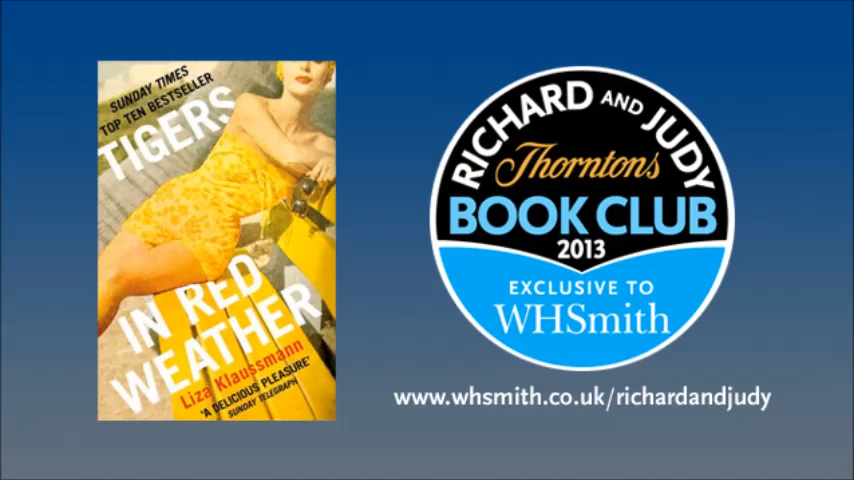 SUNDAY TIMES
TOP TEN BESTSELLER
TIGERS
IN RED
WEATHER
Liza Klaussmann
'A DELICIOUS PLEASURE'
SUNDAY TELEGRAPH
RICHARD AND JUDY
Thorntons
BOOK CLUB
2013
EXCLUSIVE TO
WHSmith
www.whsmith.co.uk/richardandjudy